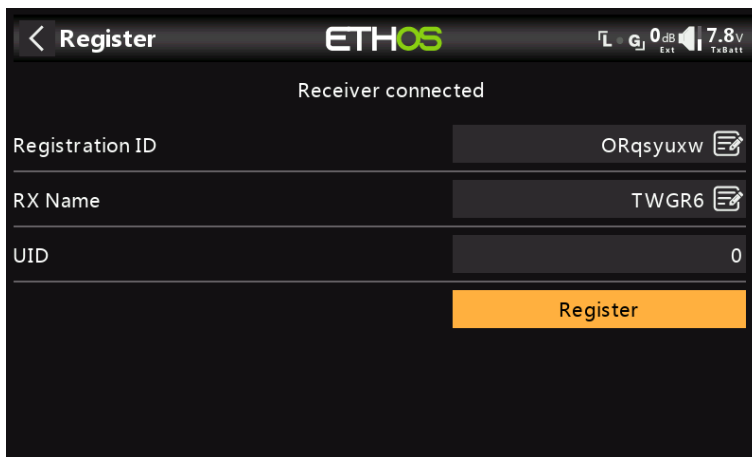 Register ETHOS L G 0dB Ext 7.8V TxBatt
Receiver connected
Registration ID ORqsyuxw
RX Name TWGR6
UID 0
Register